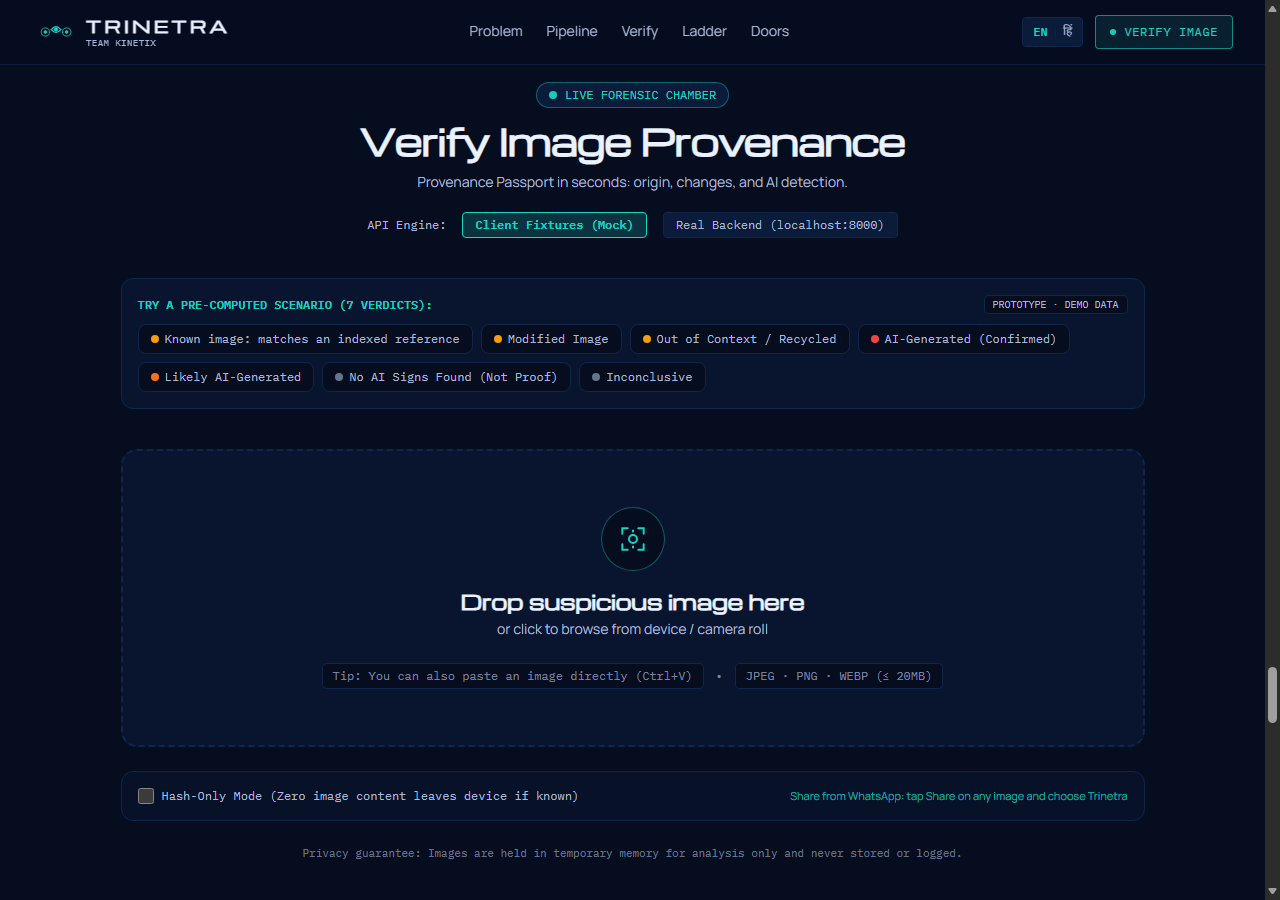 TRINETRA
TEAM KINETIX
Problem Pipeline Verify Ladder Doors
EN हिं
VERIFY IMAGE
LIVE FORENSIC CHAMBER
Verify Image Provenance
Provenance Passport in seconds: origin, changes, and AI detection.
API Engine: Client Fixtures (Mock) Real Backend (localhost:8000)
TRY A PRE-COMPUTED SCENARIO (7 VERDICTS): PROTOTYPE · DEMO DATA
Known image: matches an indexed reference Modified Image Out of Context / Recycled AI-Generated (Confirmed)
Likely AI-Generated No AI Signs Found (Not Proof) Inconclusive
Drop suspicious image here
or click to browse from device / camera roll
Tip: You can also paste an image directly (Ctrl+V) • JPEG · PNG · WEBP (≤ 20MB)
Hash-Only Mode (Zero image content leaves device if known) Share from WhatsApp: tap Share on any image and choose Trinetra
Privacy guarantee: Images are held in temporary memory for analysis only and never stored or logged.